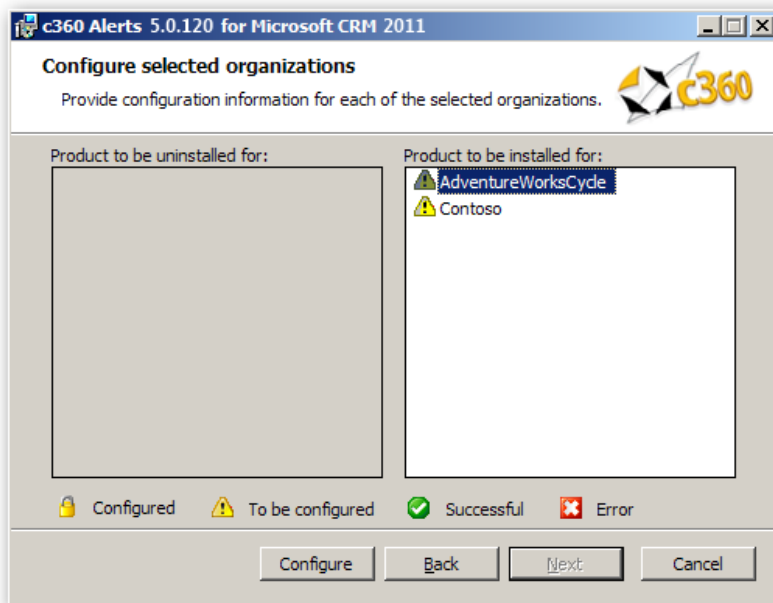 c360 Alerts 5.0.120 for Microsoft CRM 2011
Configure selected organizations
Provide configuration information for each of the selected organizations.
c360
Product to be uninstalled for:
Product to be installed for:
AdventureWorksCycle
Contoso
Configured
To be configured
Successful
Error
Configure
Back
Next
Cancel